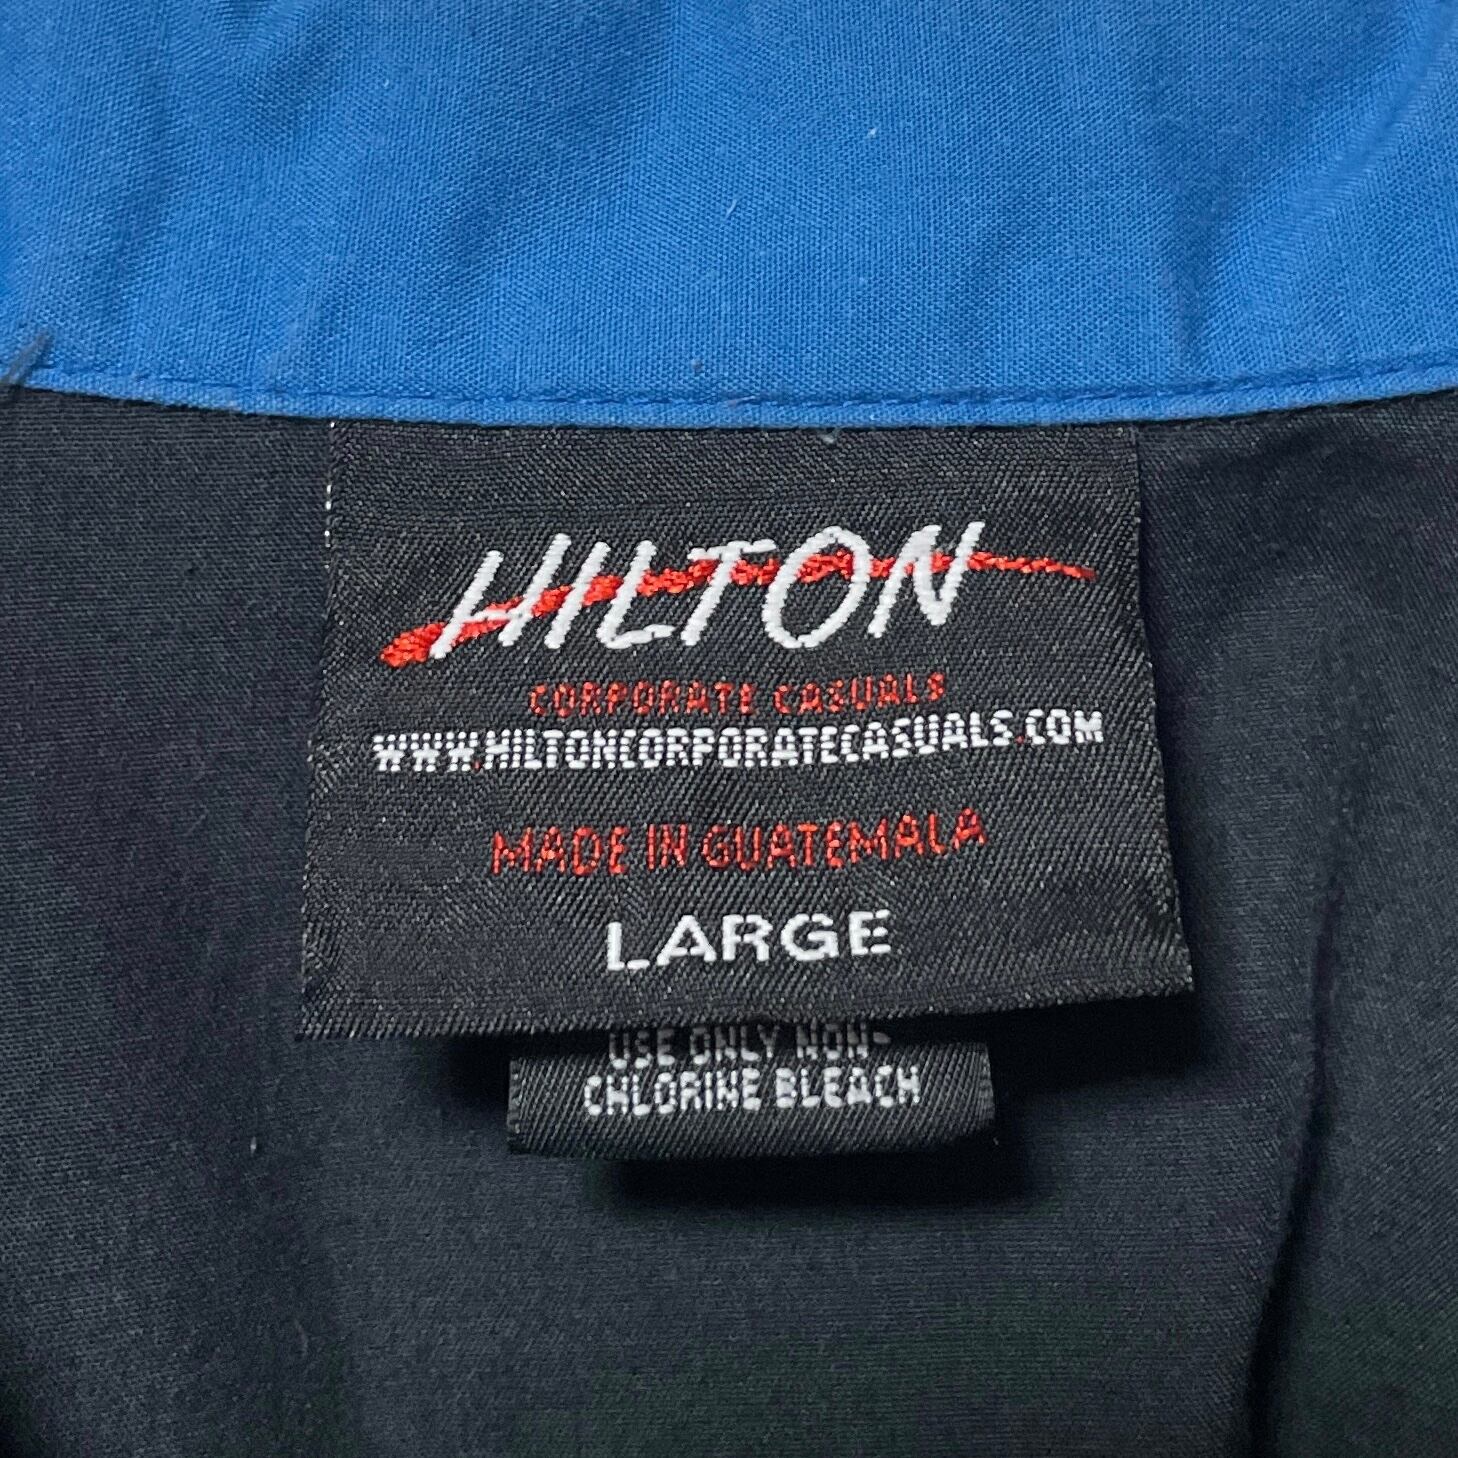 HILTON
CORPORATE CASUALS
WWW.HILTONCORPORATECASUALS.COM
MADE IN GUATEMALA
LARGE
USE ONLY NON-
CHLORINE BLEACH